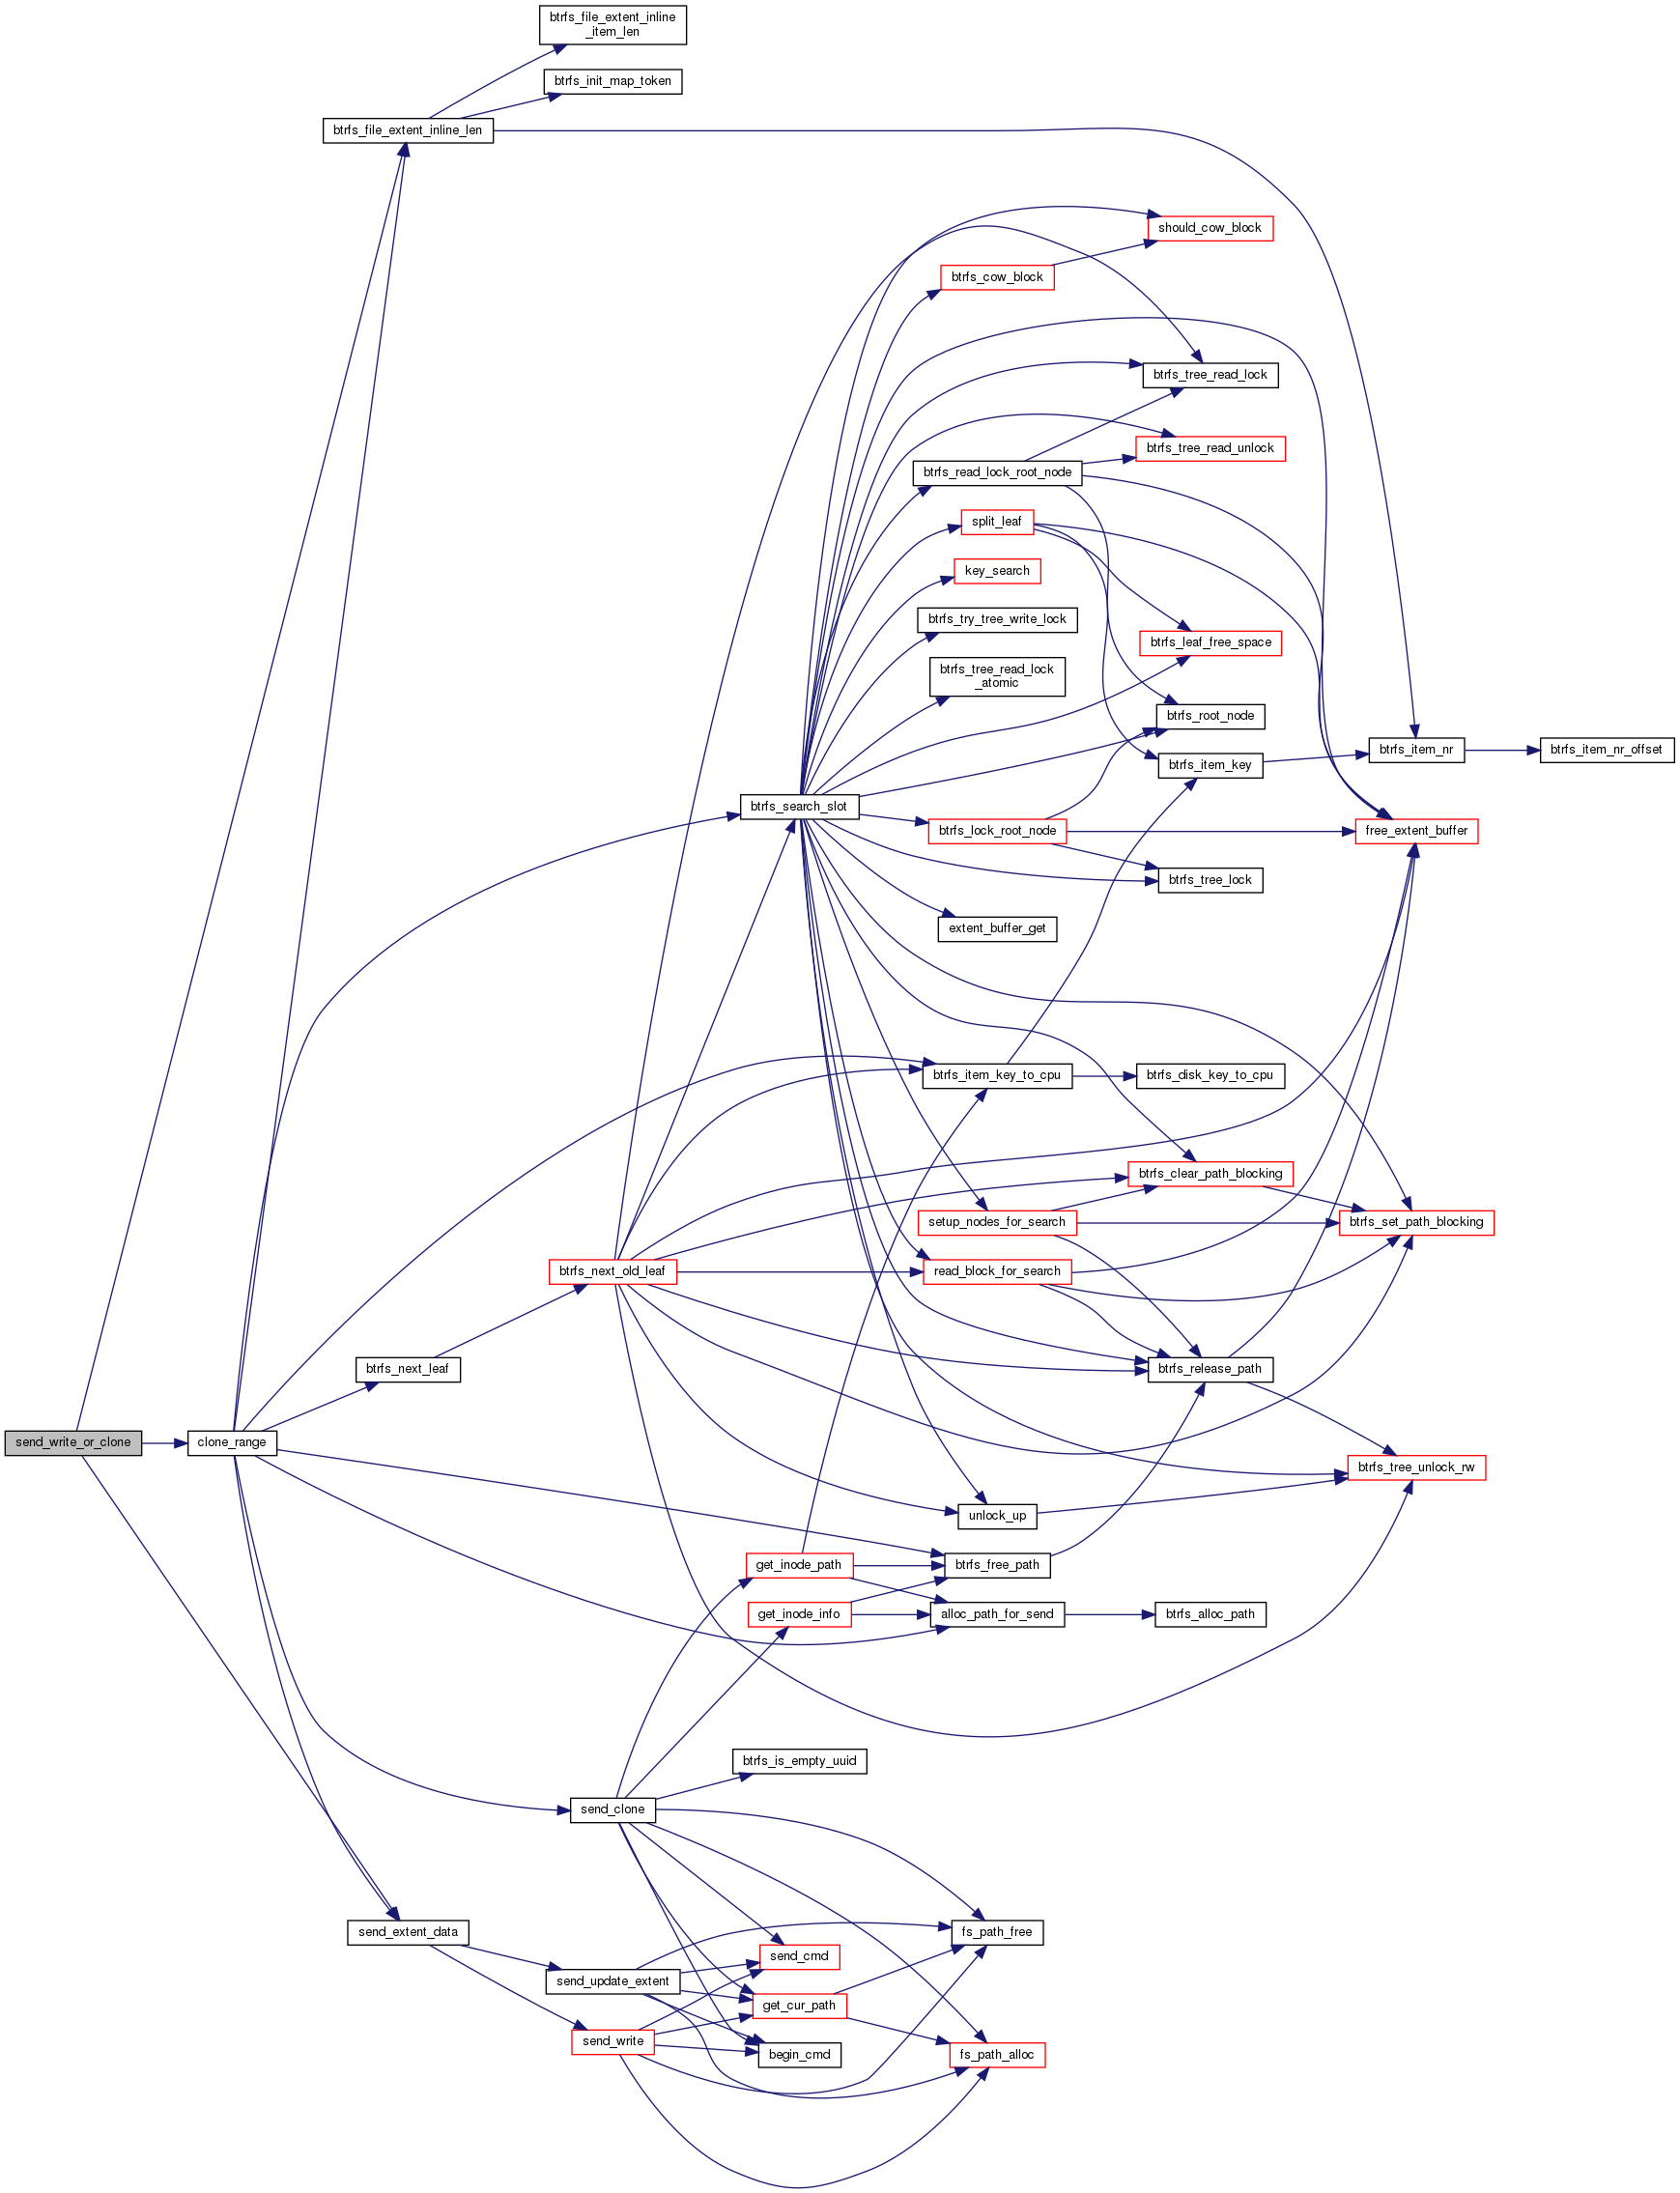 btrfs_file_extent_inline
_item_len
btrfs_init_map_token
btrfs_file_extent_inline_len
should_cow_block
btrfs_cow_block
btrfs_tree_read_lock
btrfs_tree_read_unlock
btrfs_read_lock_root_node
split_leaf
key_search
btrfs_try_tree_write_lock
btrfs_leaf_free_space
btrfs_tree_read_lock
_atomic
btrfs_root_node
btrfs_item_nr
btrfs_item_nr_offset
btrfs_item_key
btrfs_search_slot
btrfs_lock_root_node
free_extent_buffer
btrfs_tree_lock
extent_buffer_get
btrfs_item_key_to_cpu
btrfs_disk_key_to_cpu
btrfs_clear_path_blocking
setup_nodes_for_search
btrfs_set_path_blocking
btrfs_next_old_leaf
read_block_for_search
btrfs_next_leaf
btrfs_release_path
send_write_or_clone
clone_range
btrfs_tree_unlock_rw
unlock_up
get_inode_path
btrfs_free_path
get_inode_info
alloc_path_for_send
btrfs_alloc_path
btrfs_is_empty_uuid
send_clone
send_extent_data
fs_path_free
send_cmd
send_update_extent
get_cur_path
send_write
begin_cmd
fs_path_alloc